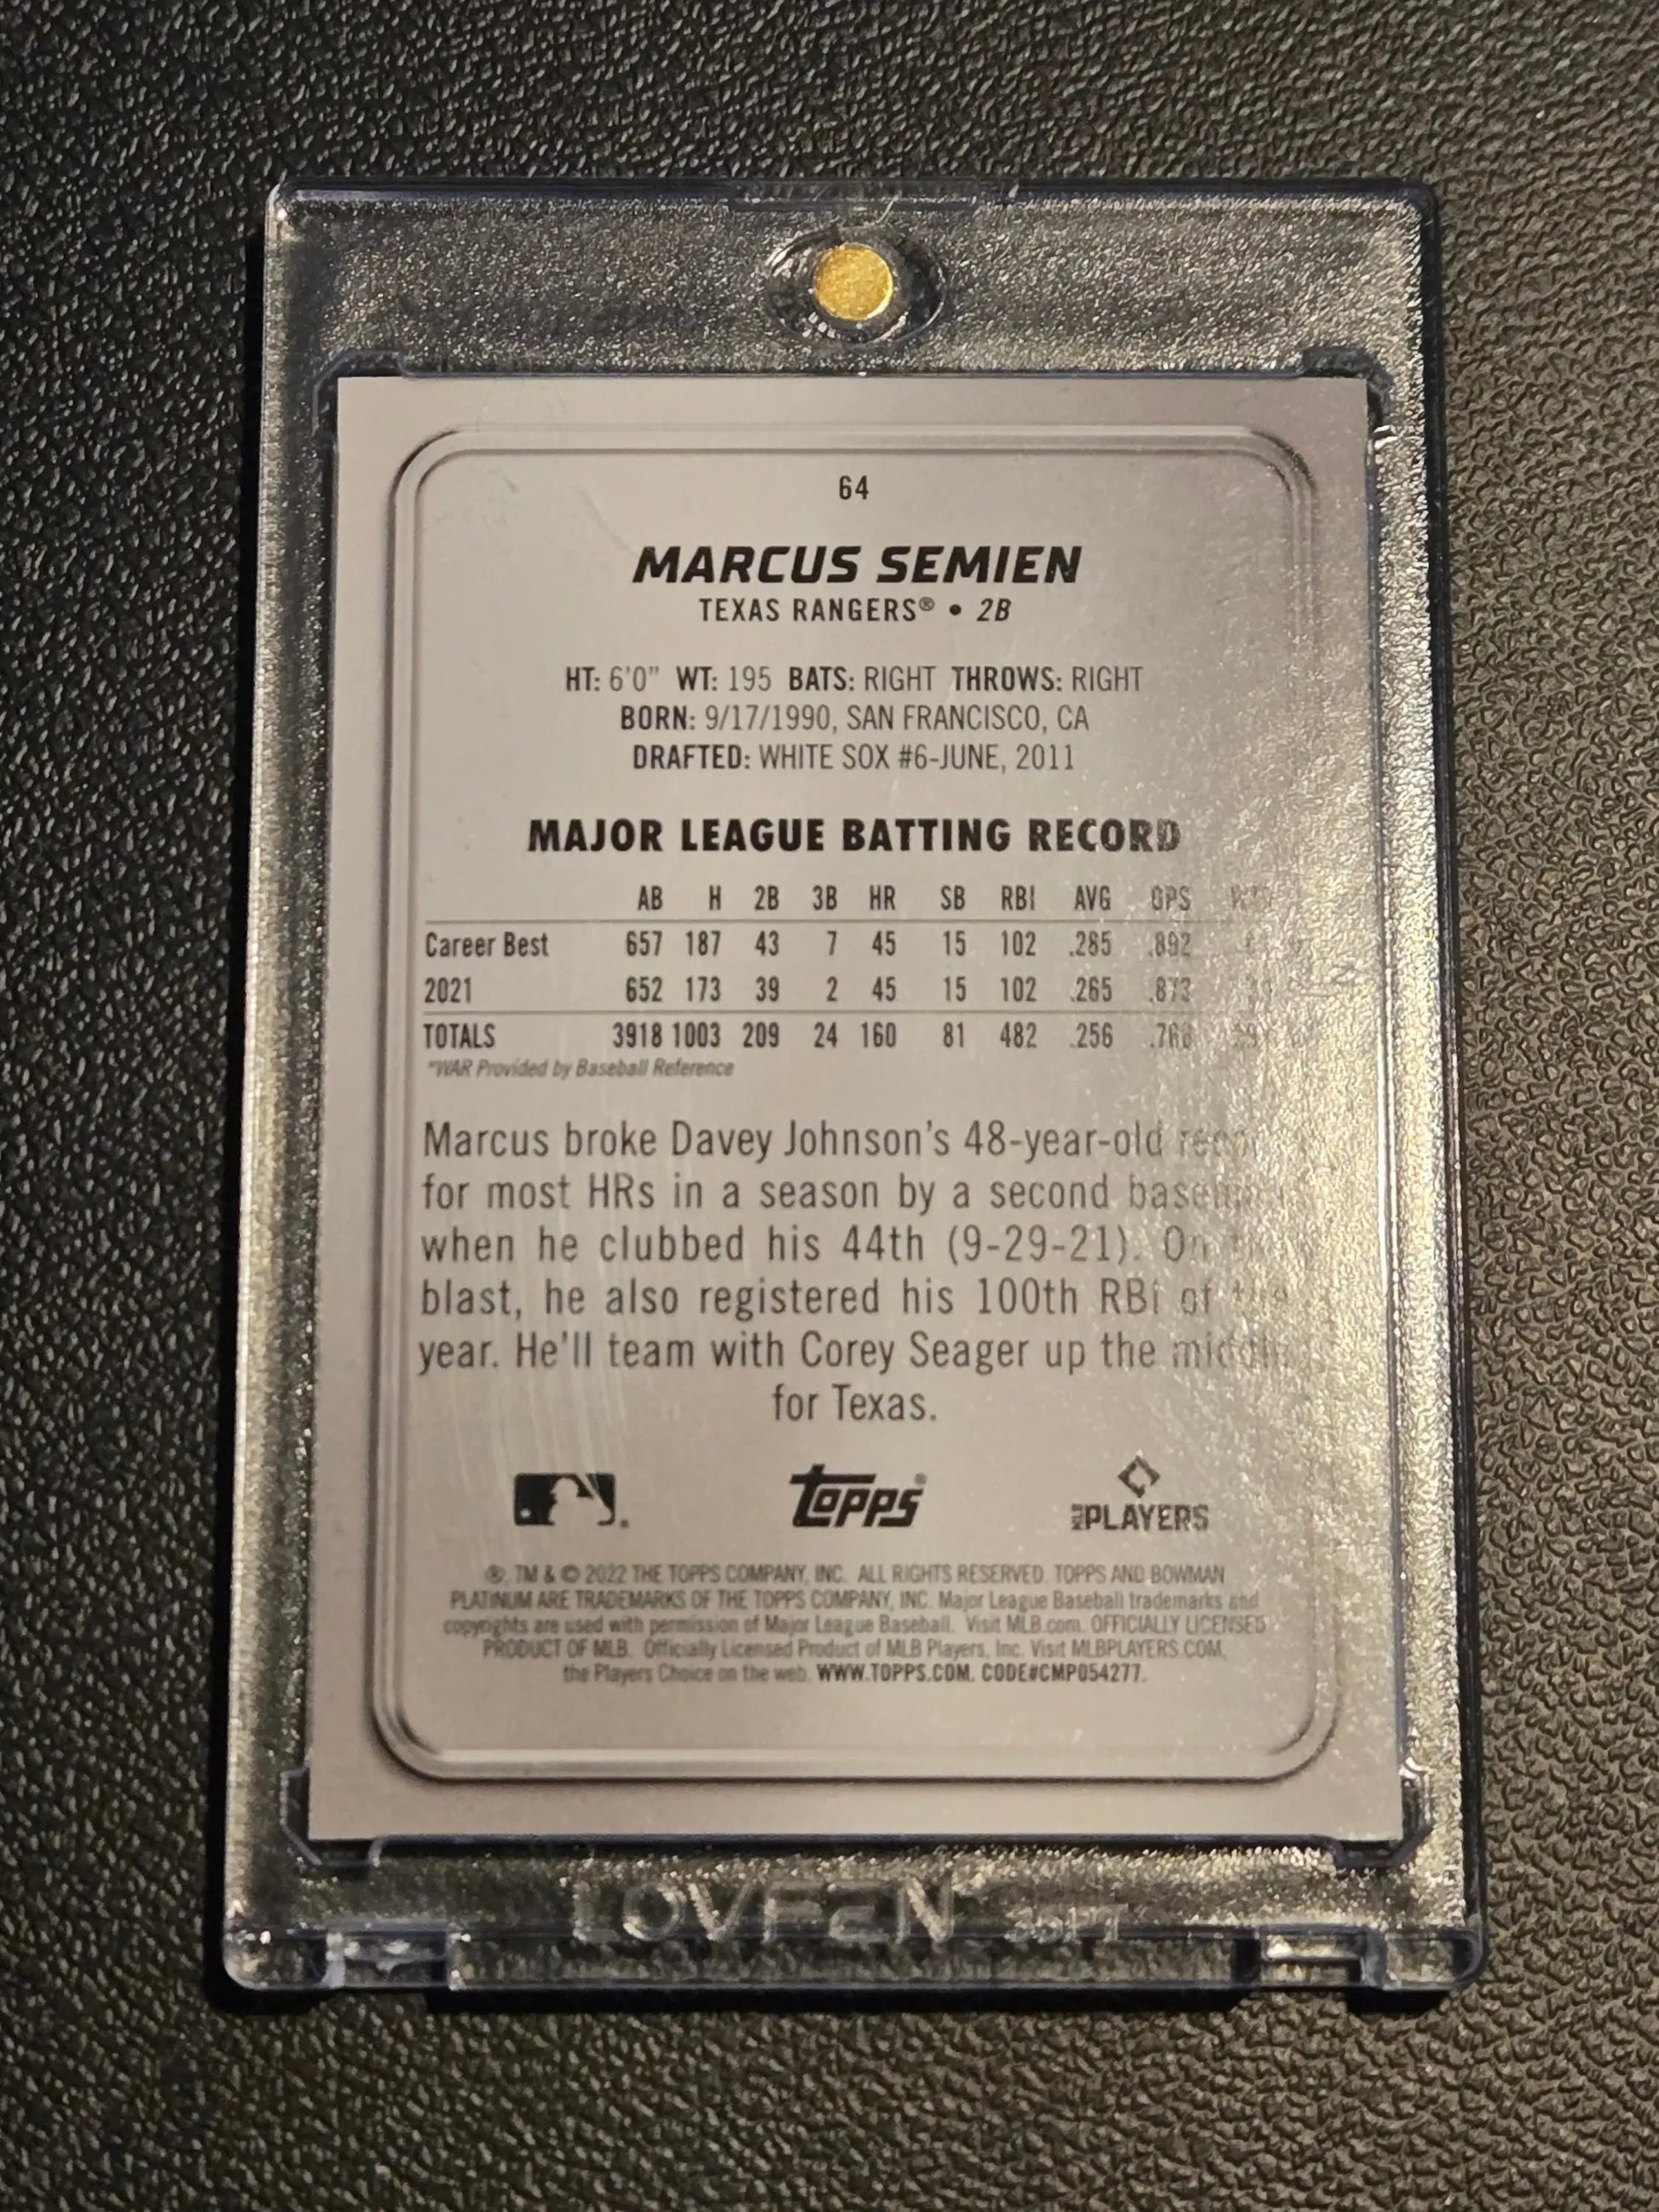 64
MARCUS SEMIEN
TEXAS RANGERS® • 2B
HT: 6'0" WT: 195 BATS: RIGHT THROWS: RIGHT
BORN: 9/17/1990, SAN FRANCISCO, CA
DRAFTED: WHITE SOX #6-JUNE, 2011
MAJOR LEAGUE BATTING RECORD
AB H 2B 3B HR SB RBI AVG OPS
Career Best 657 187 43 7 45 15 102 .285 .892
2021 652 173 39 2 45 15 102 .265 .873
TOTALS 3918 1003 209 24 160 81 482 .256
*WAR Provided by Baseball Reference
Marcus broke Davey Johnson's 48-year-old record
for most HRs in a season by a second baseman
when he clubbed his 44th (9-29-21). On
blast, he also registered his 100th RBI of the
year. He'll team with Corey Seager up the middle
for Texas.
TOPPS® MLB PLAYERS
®, TM & © 2022 THE TOPPS COMPANY, INC. ALL RIGHTS RESERVED. TOPPS AND BOWMAN
PLATINUM ARE TRADEMARKS OF THE TOPPS COMPANY, INC. Major League Baseball trademarks and
copyrights are used with permission of Major League Baseball. Visit MLB.com. OFFICIALLY LICENSED
PRODUCT OF MLB. Officially Licensed Product of MLB Players, Inc. Visit MLBPLAYERS.COM,
the Players Choice on the web. WWW.TOPPS.COM. CODE#CMP054277.
LOVFEN 35PT